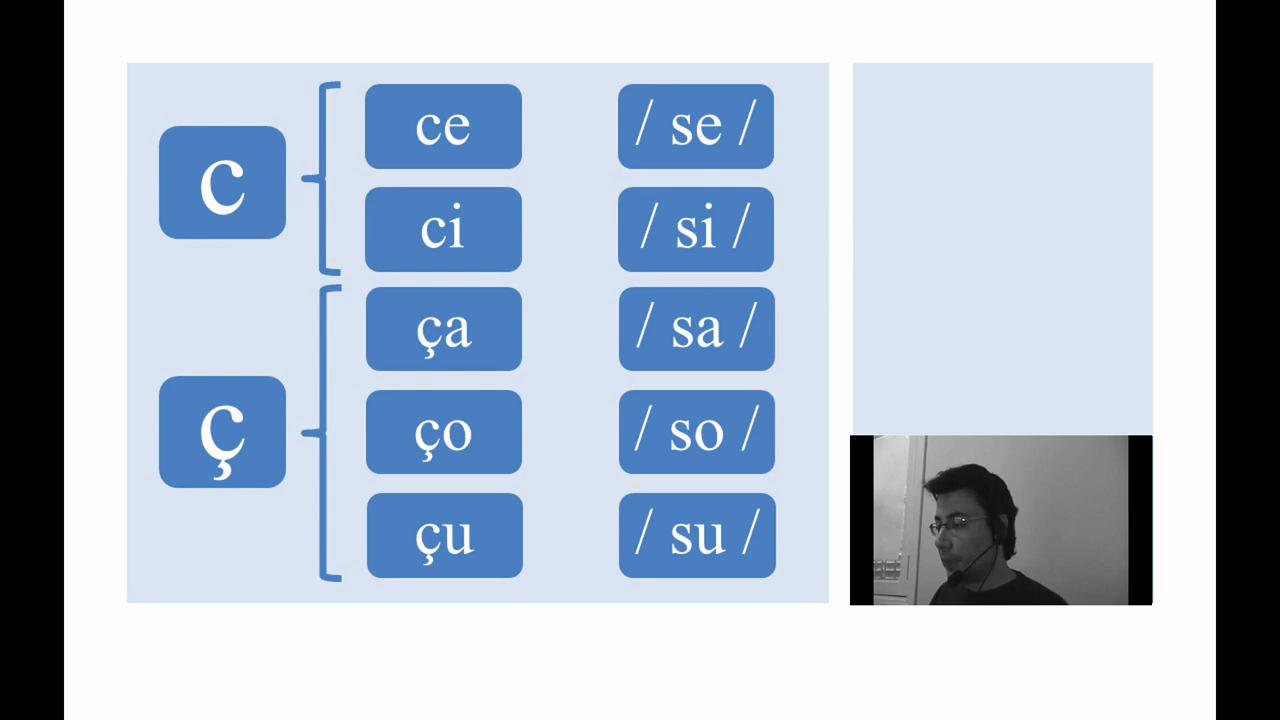 c
ce / se /
ci / si /
ç
ça / sa /
ço / so /
çu / su /